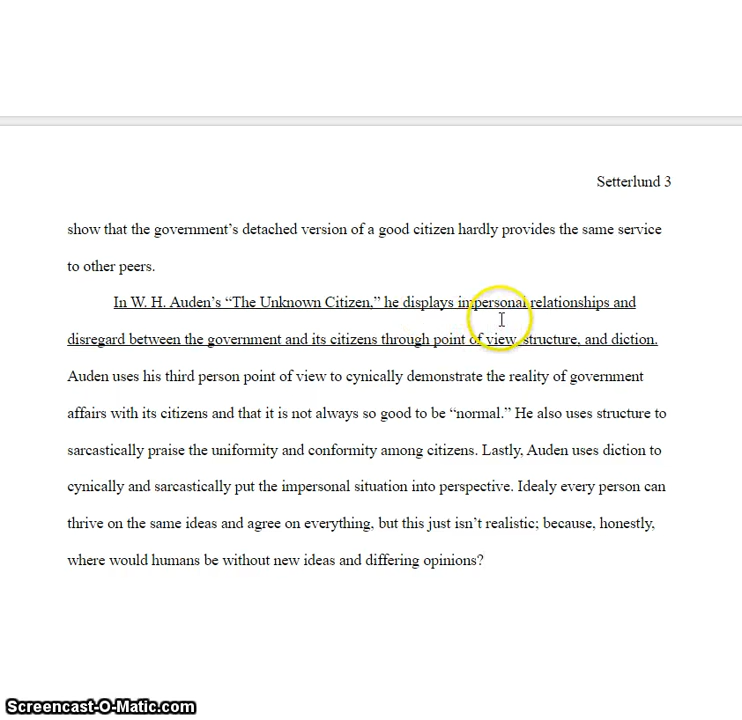 Setterlund 3
show that the government's detached version of a good citizen hardly provides the same service
to other peers.
In W. H. Auden's “The Unknown Citizen,” he displays impersonal relationships and
disregard between the government and its citizens through point of view, structure, and diction.
Auden uses his third person point of view to cynically demonstrate the reality of government
affairs with its citizens and that it is not always so good to be “normal.” He also uses structure to
sarcastically praise the uniformity and conformity among citizens. Lastly, Auden uses diction to
cynically and sarcastically put the impersonal situation into perspective. Idealy every person can
thrive on the same ideas and agree on everything, but this just isn't realistic; because, honestly,
where would humans be without new ideas and differing opinions?
Screencast-O-Matic.com